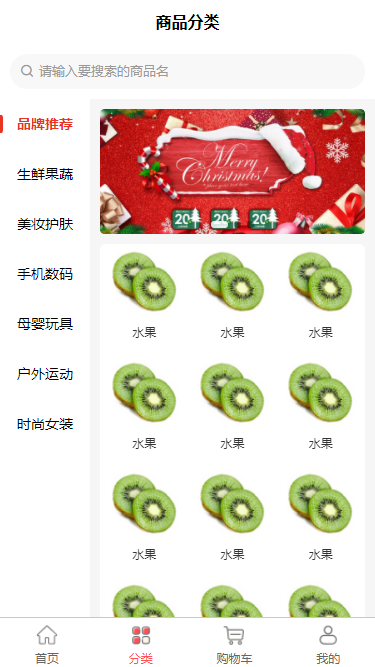 商品分类
请输入要搜索的商品名
品牌推荐
生鲜果蔬
美妆护肤
手机数码
母婴玩具
户外运动
时尚女装
Merry
Christmas!
20 20 20
水果 水果 水果
水果 水果 水果
水果 水果 水果
首页 分类 购物车 我的